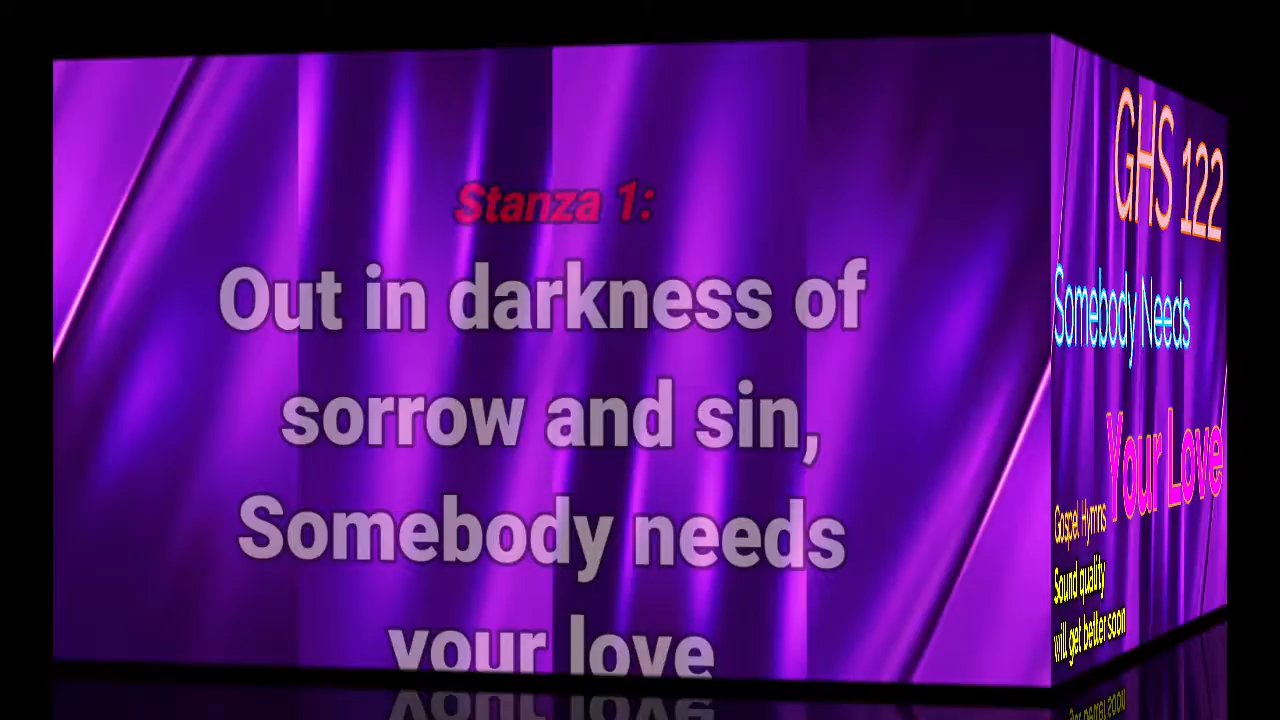 Stanza 1:
Out in darkness of
sorrow and sin,
Somebody needs
your love
GHS 122
Somebody Needs
Your Love
Gospel Hymns
Sound quality
will get better soon